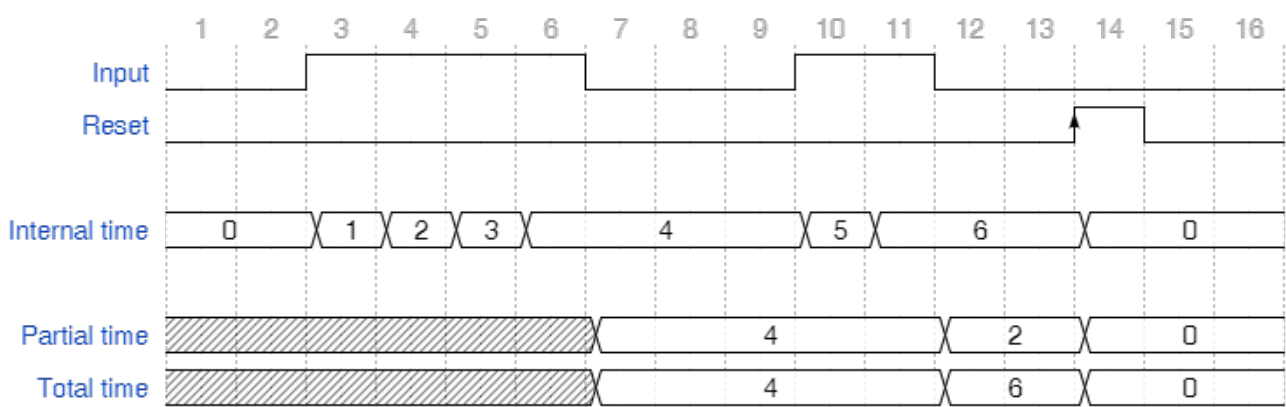 1 2 3 4 5 6 7 8 9 10 11 12 13 14 15 16
Input
Reset
Internal time 0 1 2 3 4 5 6 0
Partial time 4 2 0
Total time 4 6 0